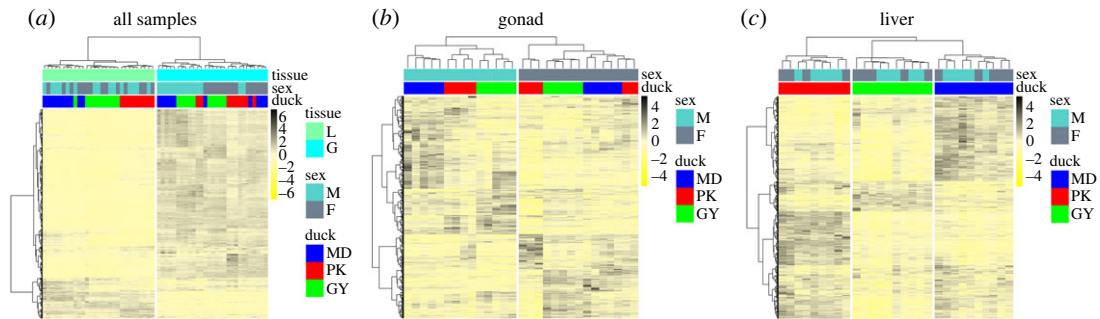 (a)
all samples
tissue
sex
duck
6
4
2
0
−2
−4
−6
tissue
L
G
sex
M
F
duck
MD
PK
GY
(b)
gonad
sex
duck
4
2
0
−2
−4
sex
M
F
duck
MD
PK
GY
(c)
liver
sex
duck
4
2
0
−2
−4
sex
M
F
duck
MD
PK
GY